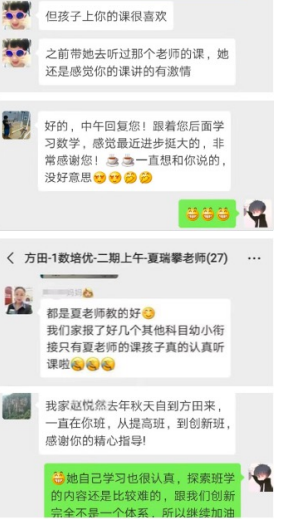 但孩子上你的课很喜欢
之前带她去听过那个老师的课，她
还是感觉你的课讲的有激情
好的，中午回复您！跟着您后面学
习数学，感觉最近进步挺大的，非
常感谢您！☕☕一直想和你说的，
没好意思😏😏🤔🤔
😁😁😁
方田-1数培优-二期上午-夏瑞攀老师(27)
都是夏老师教的好😊
我们家报了好几个其他科目幼小衔
接只有夏老师的课孩子真的认真听
课啦💪💪💪
我家赵悦然去年秋天自到方田来，
一直在你班，从提高班，到创新班，
感谢你的精心指导！
😁她自己学习也很认真，探索班学
的内容还是比较难的，跟我们创新
完全不是一个体系，所以继续加油